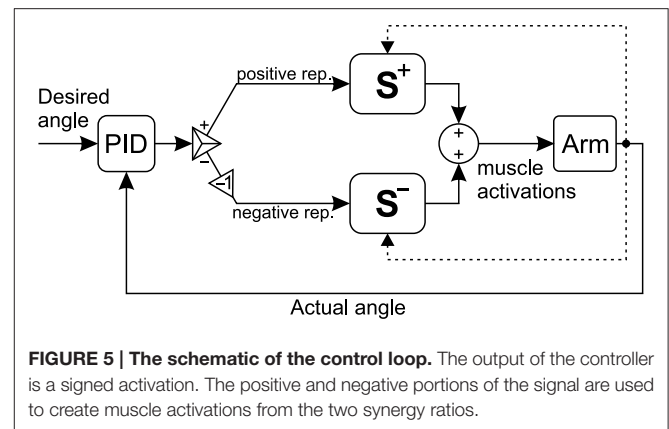 Desired
angle
PID
+
−
-1
positive rep.
negative rep.
S+
S−
+
+
muscle
activations
Arm
Actual angle
FIGURE 5 | The schematic of the control loop. The output of the controller
is a signed activation. The positive and negative portions of the signal are used
to create muscle activations from the two synergy ratios.